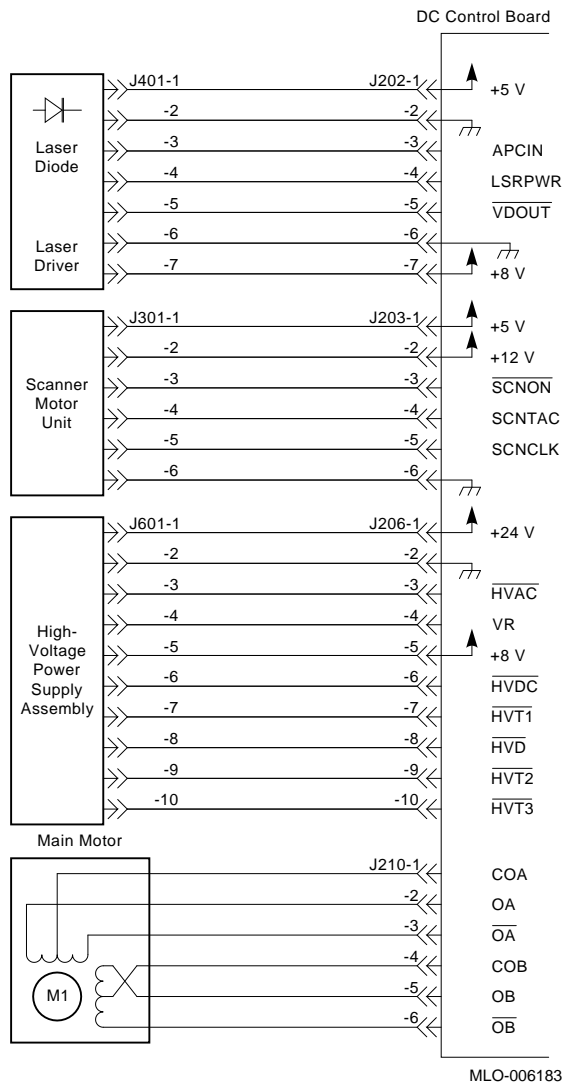 DC Control Board
J401-1 J202-1 +5 V
-2 -2
Laser
Diode
-3 -3 APCIN
-4 -4 LSRPWR
-5 -5 VDOUT
-6 -6
Laser
Driver
-7 -7 +8 V
J301-1 J203-1 +5 V
-2 -2 +12 V
Scanner
Motor
Unit
-3 -3 SCNON
-4 -4 SCNTAC
-5 -5 SCNCLK
-6 -6
J601-1 J206-1 +24 V
-2 -2
-3 -3 HVAC
-4 -4 VR
High-
Voltage
Power
Supply
Assembly
-5 -5 +8 V
-6 -6 HVDC
-7 -7 HVT1
-8 -8 HVD
-9 -9 HVT2
-10 -10 HVT3
Main Motor
J210-1 COA
-2 OA
-3 OA
-4 COB
M1
-5 OB
-6 OB
MLO-006183